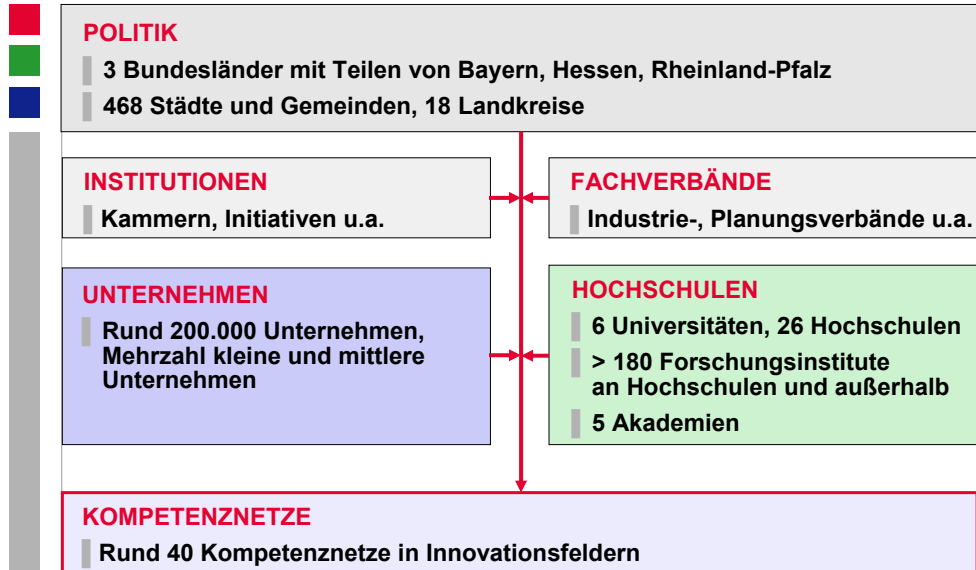 POLITIK
3 Bundesländer mit Teilen von Bayern, Hessen, Rheinland-Pfalz
468 Städte und Gemeinden, 18 Landkreise
INSTITUTIONEN
Kammern, Initiativen u.a.
FACHVERBÄNDE
Industrie-, Planungsverbände u.a.
UNTERNEHMEN
Rund 200.000 Unternehmen,
Mehrzahl kleine und mittlere
Unternehmen
HOCHSCHULEN
6 Universitäten, 26 Hochschulen
> 180 Forschungsinstitute
an Hochschulen und außerhalb
5 Akademien
KOMPETENZNETZE
Rund 40 Kompetenznetze in Innovationsfeldern